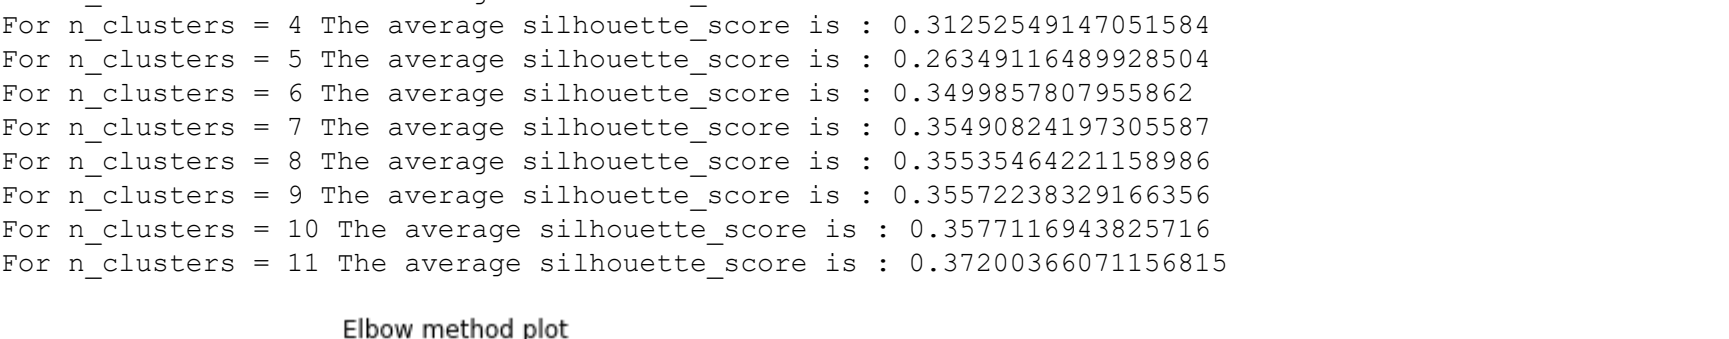 For n_clusters = 4 The average silhouette_score is : 0.31252549147051584
For n_clusters = 5 The average silhouette_score is : 0.26349116489928504
For n_clusters = 6 The average silhouette_score is : 0.3499857807955862
For n_clusters = 7 The average silhouette_score is : 0.35490824197305587
For n_clusters = 8 The average silhouette_score is : 0.35535464221158986
For n_clusters = 9 The average silhouette_score is : 0.35572238329166356
For n_clusters = 10 The average silhouette_score is : 0.3577116943825716
For n_clusters = 11 The average silhouette_score is : 0.37200366071156815
Elbow method plot